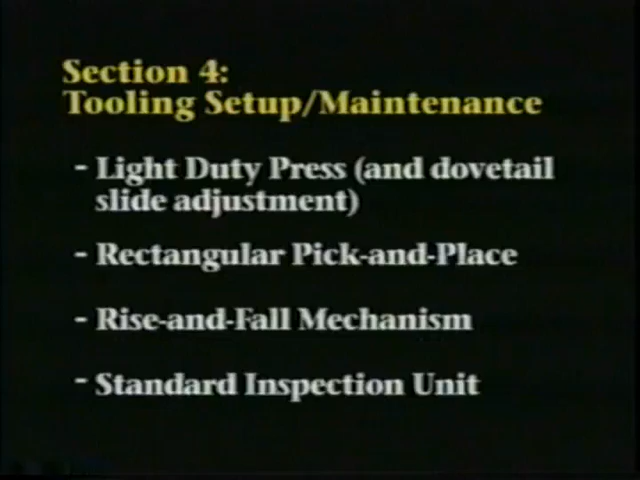 Section 4:
Tooling Setup/Maintenance
- Light Duty Press (and dovetail
slide adjustment)
- Rectangular Pick-and-Place
- Rise-and-Fall Mechanism
- Standard Inspection Unit